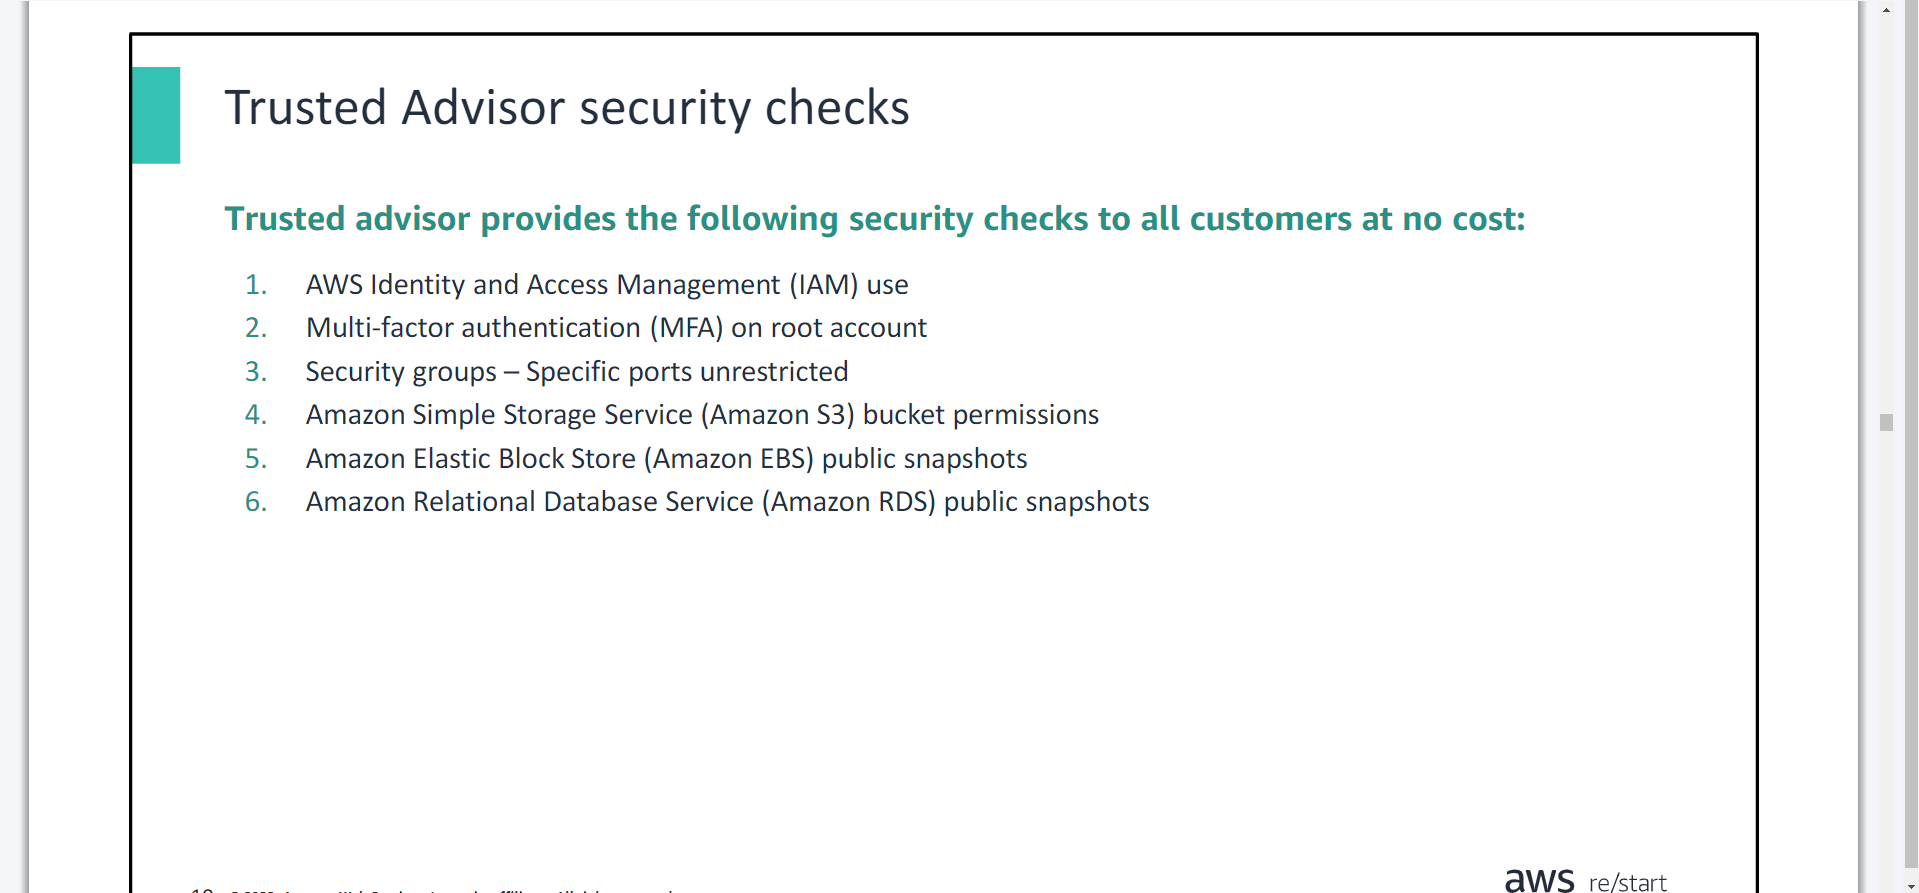 Trusted Advisor security checks
Trusted advisor provides the following security checks to all customers at no cost:
1. AWS Identity and Access Management (IAM) use
2. Multi-factor authentication (MFA) on root account
3. Security groups – Specific ports unrestricted
4. Amazon Simple Storage Service (Amazon S3) bucket permissions
5. Amazon Elastic Block Store (Amazon EBS) public snapshots
6. Amazon Relational Database Service (Amazon RDS) public snapshots
aws re/start